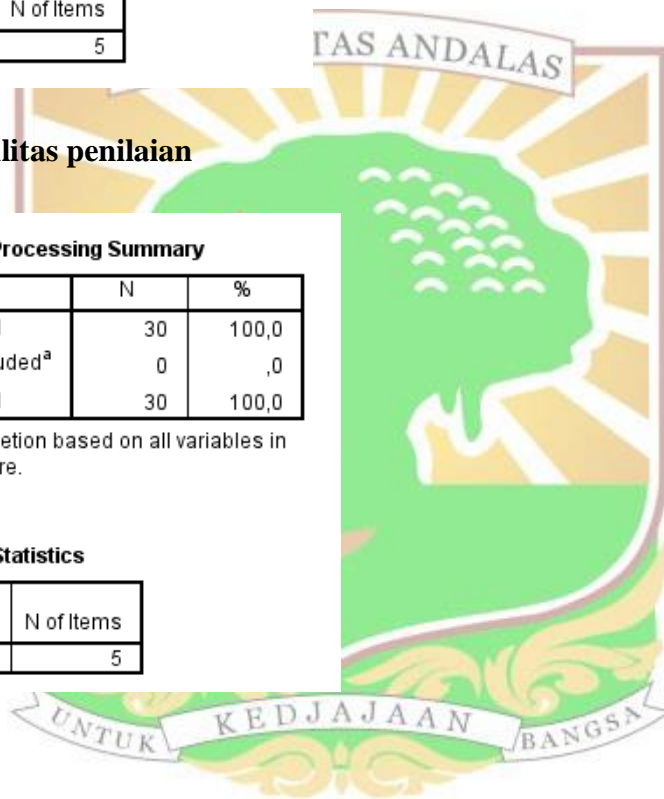 N of Items
5
TAS ANDALAS
litas penilaian
Processing Summary
N %
30 100,0
uded^a 0 ,0
30 100,0
etion based on all variables in
re.
Statistics
N of Items
5
UNTUK KEDJAJAAN BANGSA